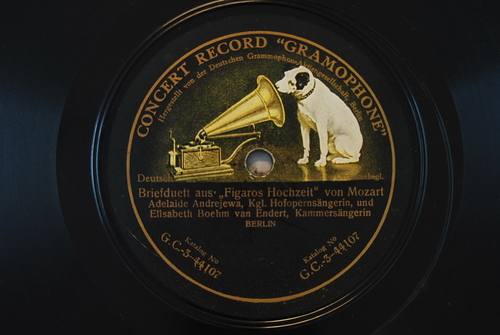 CONCERT RECORD "GRAMOPHONE"
Hergestellt von der Deutschen Grammophon-Aktiengesellschaft, Berlin
Deutsch
Briefduett aus „Figaros Hochzeit" von Mozart
Adelaide Andrejewa, Kgl. Hofopernsängerin, und
Elisabeth Boehm van Endert, Kammersängerin
BERLIN
Katalog No
G.C.-3-44107
Katalog No
G.C.-3-44107